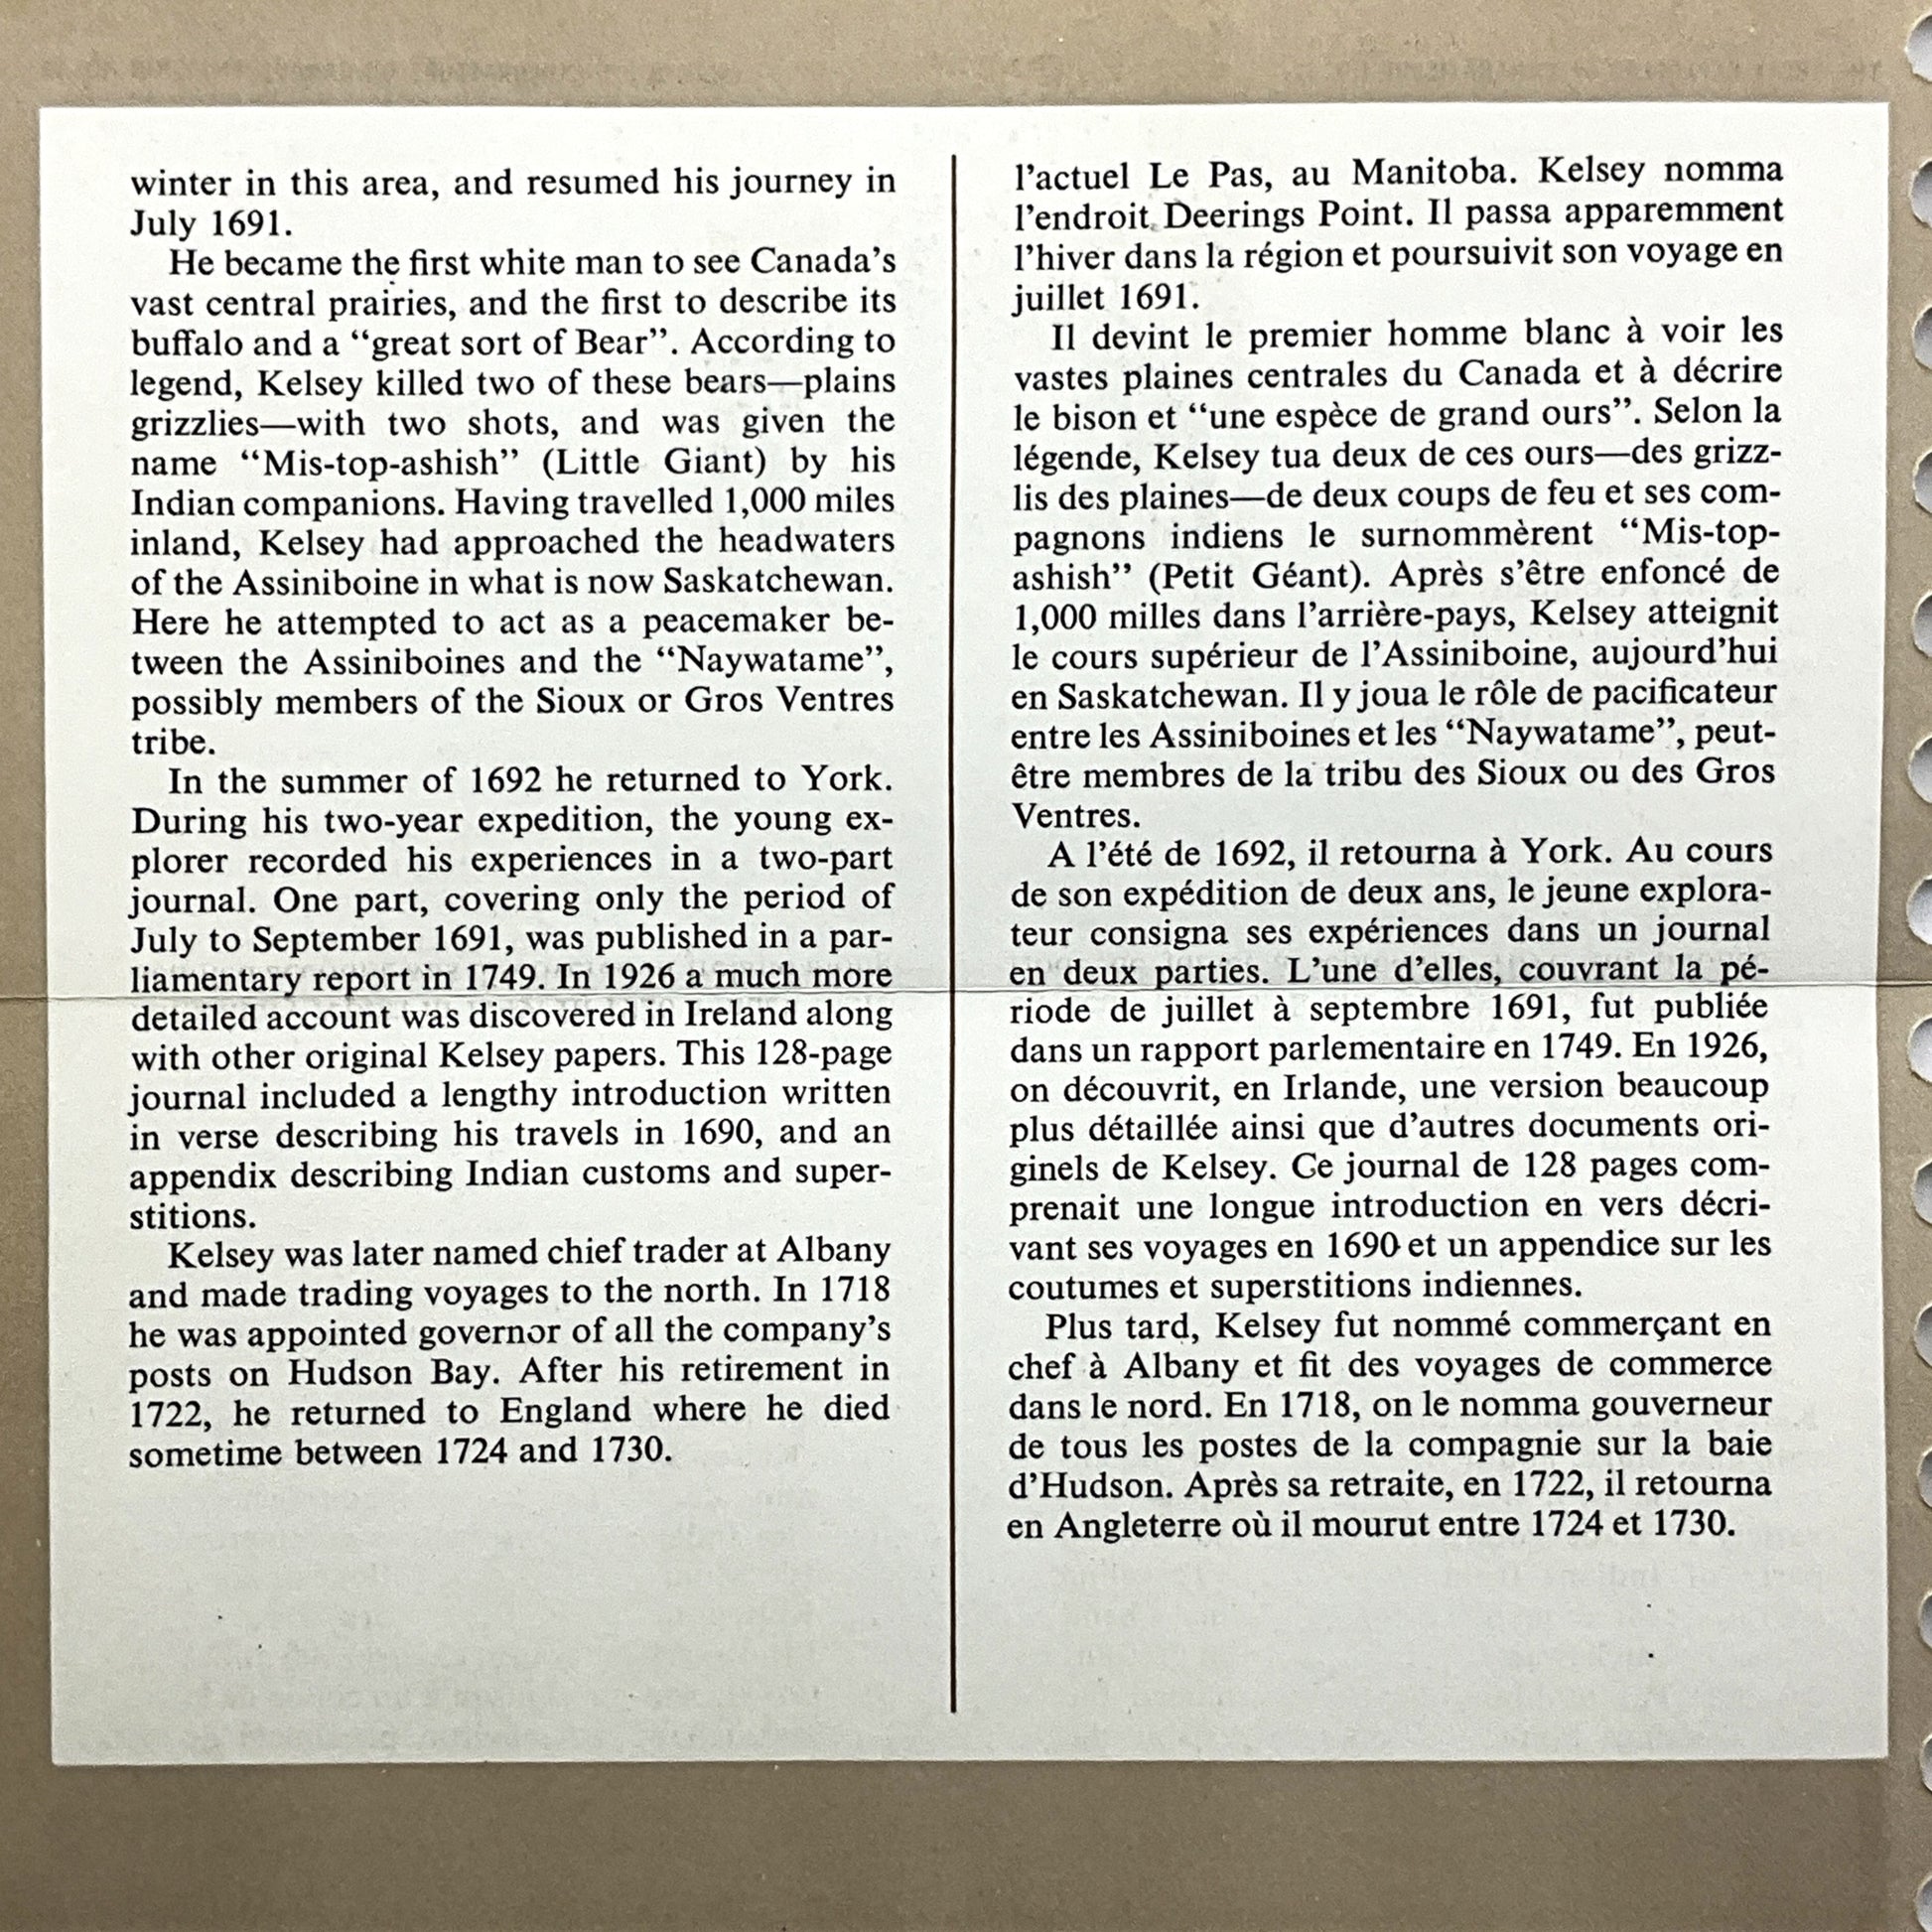 winter in this area, and resumed his journey in
July 1691.
He became the first white man to see Canada's
vast central prairies, and the first to describe its
buffalo and a “great sort of Bear”. According to
legend, Kelsey killed two of these bears—plains
grizzlies—with two shots, and was given the
name “Mis-top-ashish” (Little Giant) by his
Indian companions. Having travelled 1,000 miles
inland, Kelsey had approached the headwaters
of the Assiniboine in what is now Saskatchewan.
Here he attempted to act as a peacemaker be-
tween the Assiniboines and the “Naywatame”,
possibly members of the Sioux or Gros Ventres
tribe.
In the summer of 1692 he returned to York.
During his two-year expedition, the young ex-
plorer recorded his experiences in a two-part
journal. One part, covering only the period of
July to September 1691, was published in a par-
liamentary report in 1749. In 1926 a much more
detailed account was discovered in Ireland along
with other original Kelsey papers. This 128-page
journal included a lengthy introduction written
in verse describing his travels in 1690, and an
appendix describing Indian customs and super-
stitions.
Kelsey was later named chief trader at Albany
and made trading voyages to the north. In 1718
he was appointed governor of all the company's
posts on Hudson Bay. After his retirement in
1722, he returned to England where he died
sometime between 1724 and 1730.
l'actuel Le Pas, au Manitoba. Kelsey nomma
l'endroit Deerings Point. Il passa apparemment
l'hiver dans la région et poursuivit son voyage en
juillet 1691.
Il devint le premier homme blanc à voir les
vastes plaines centrales du Canada et à décrire
le bison et “une espèce de grand ours”. Selon la
légende, Kelsey tua deux de ces ours—des grizz-
lis des plaines—de deux coups de feu et ses com-
pagnons indiens le surnommèrent “Mis-top-
ashish” (Petit Géant). Après s'être enfoncé de
1,000 milles dans l'arrière-pays, Kelsey atteignit
le cours supérieur de l'Assiniboine, aujourd'hui
en Saskatchewan. Il y joua le rôle de pacificateur
entre les Assiniboines et les “Naywatame”, peut-
être membres de la tribu des Sioux ou des Gros
Ventres.
A l'été de 1692, il retourna à York. Au cours
de son expédition de deux ans, le jeune explora-
teur consigna ses expériences dans un journal
en deux parties. L'une d'elles, couvrant la pé-
riode de juillet à septembre 1691, fut publiée
dans un rapport parlementaire en 1749. En 1926,
on découvrit, en Irlande, une version beaucoup
plus détaillée ainsi que d'autres documents ori-
ginels de Kelsey. Ce journal de 128 pages com-
prenait une longue introduction en vers décri-
vant ses voyages en 1690 et un appendice sur les
coutumes et superstitions indiennes.
Plus tard, Kelsey fut nommé commerçant en
chef à Albany et fit des voyages de commerce
dans le nord. En 1718, on le nomma gouverneur
de tous les postes de la compagnie sur la baie
d'Hudson. Après sa retraite, en 1722, il retourna
en Angleterre où il mourut entre 1724 et 1730.